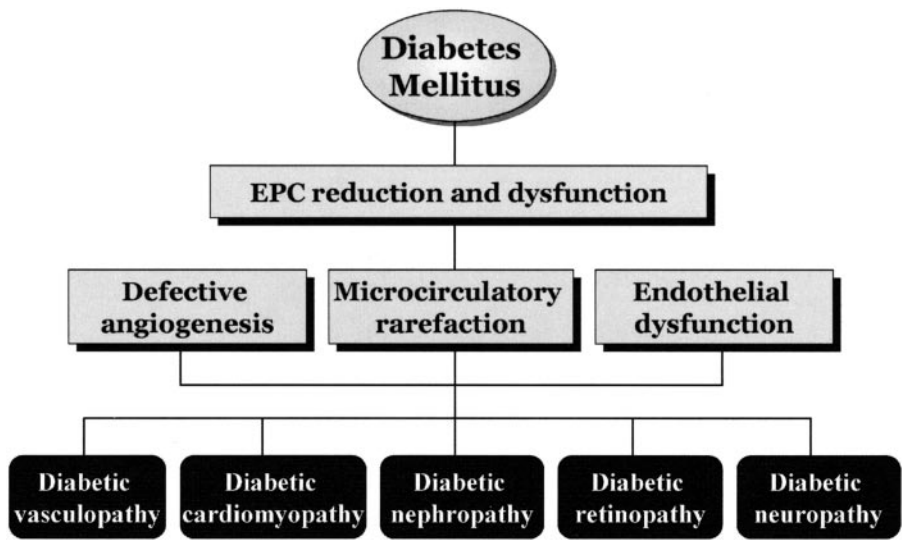 Diabetes
Mellitus
EPC reduction and dysfunction
Defective
angiogenesis
Microcirculatory
rarefaction
Endothelial
dysfunction
Diabetic
vasculopathy
Diabetic
cardiomyopathy
Diabetic
nephropathy
Diabetic
retinopathy
Diabetic
neuropathy